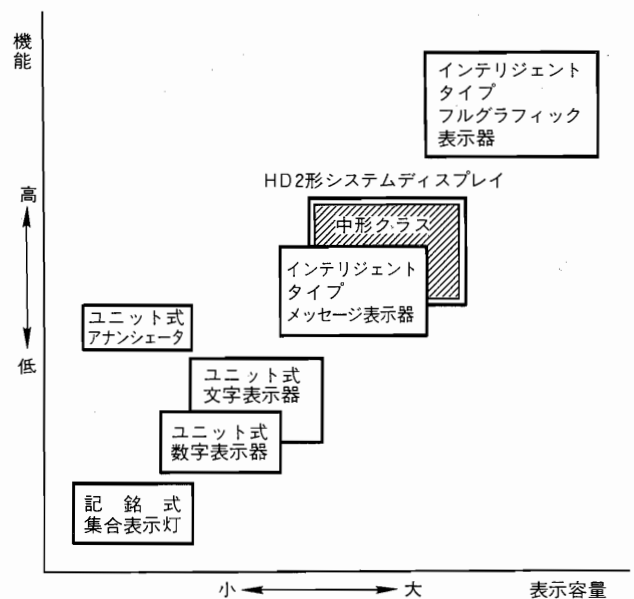 機
能
インテリジェント
タイプ
フルグラフィック
表示器
HD2形システムディスプレイ
高
中形クラス
インテリジェント
タイプ
メッセージ表示器
ユニット式
アナンシェータ
低
ユニット式
文字表示器
ユニット式
数字表示器
記銘式
集合表示灯
小
大
表示容量